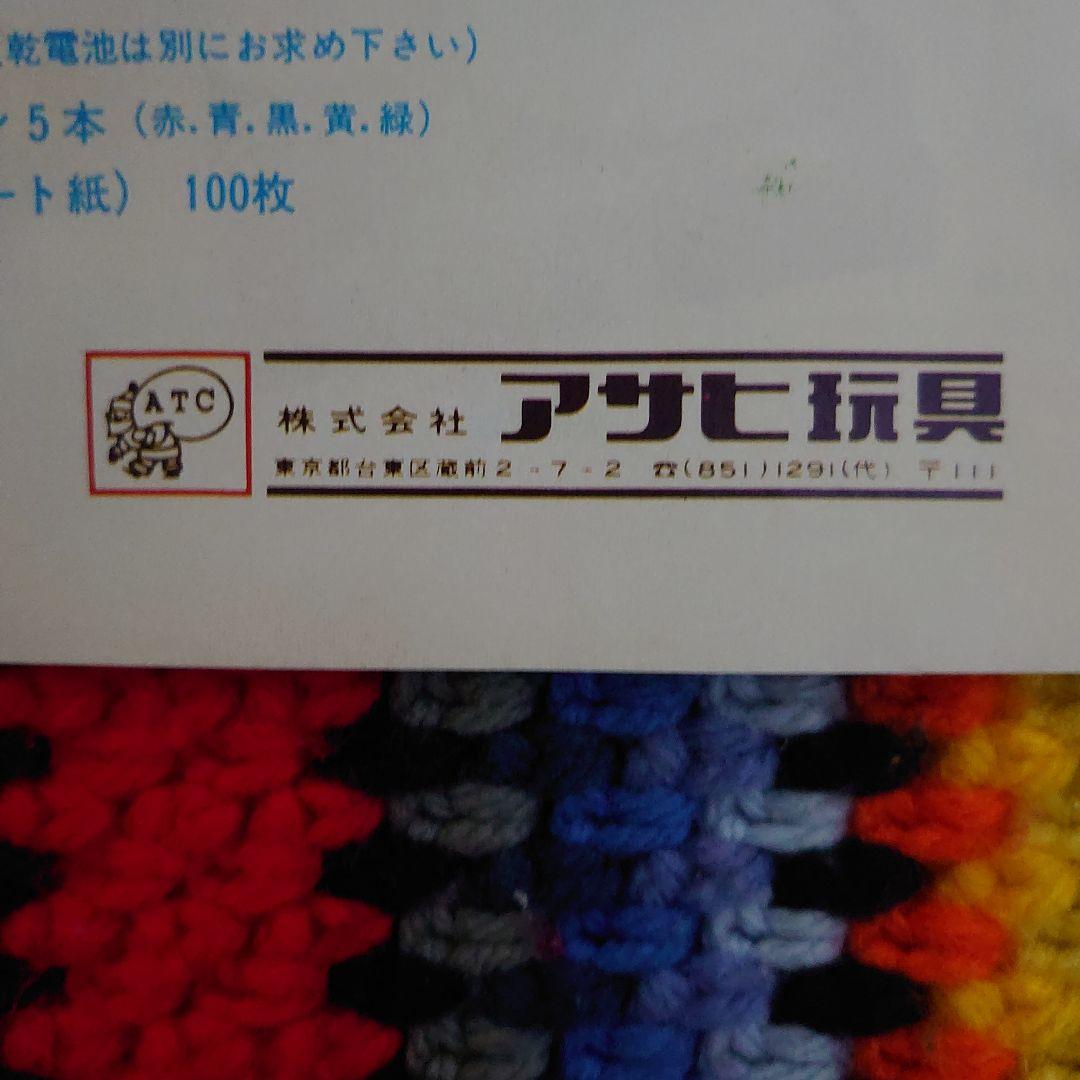 (乾電池は別にお求め下さい)
ン 5本 (赤.青.黒.黄.緑)
ート紙) 100枚
ATC
株式会社 アサヒ玩具
東京都台東区蔵前2-7-2 ☎(851)1291(代) 〒111